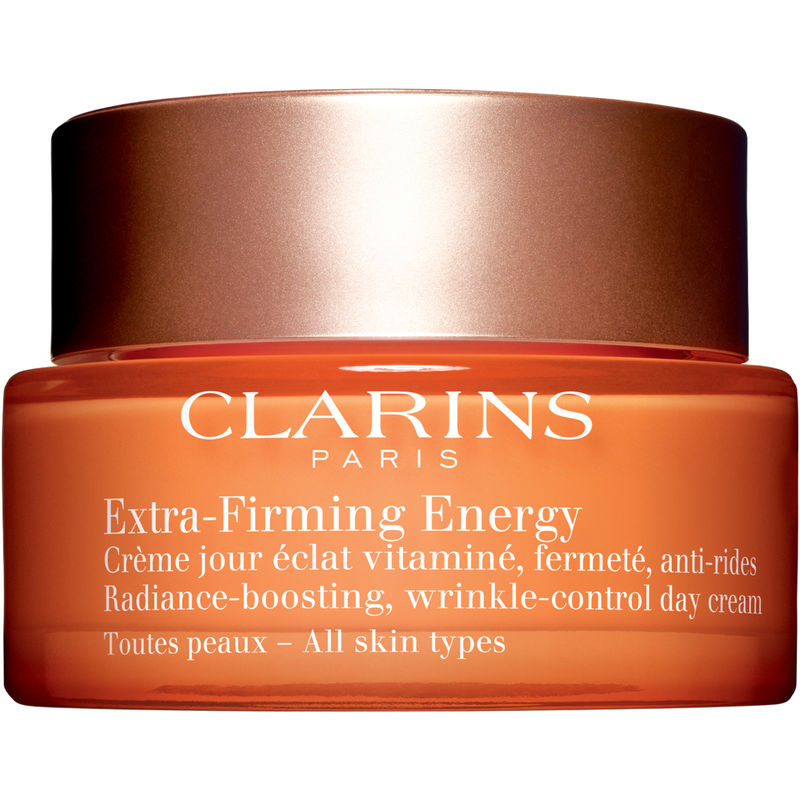 CLARINS
PARIS
Extra-Firming Energy
Crème jour éclat vitaminé, fermeté, anti-rides
Radiance-boosting, wrinkle-control day cream
Toutes peaux – All skin types